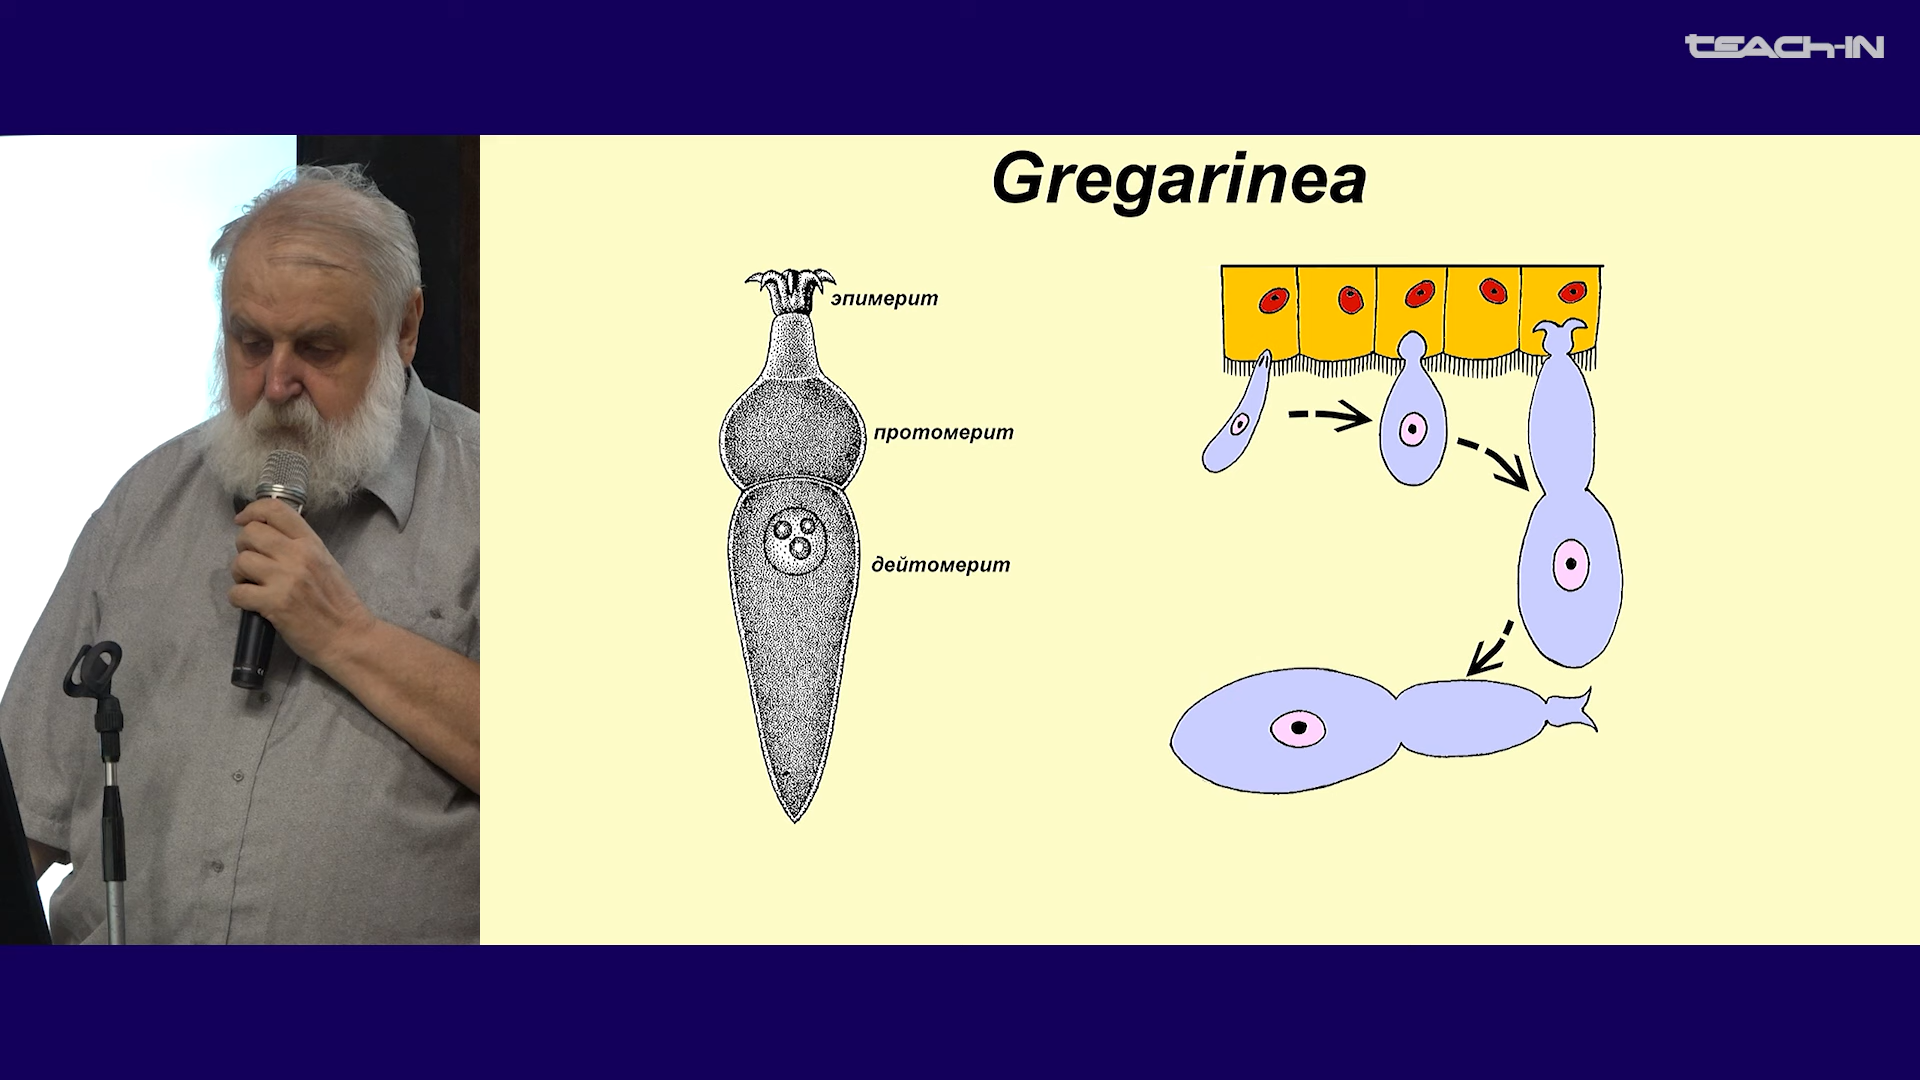 teach-in
Gregarinea
эпимерит
протомерит
дейтомерит